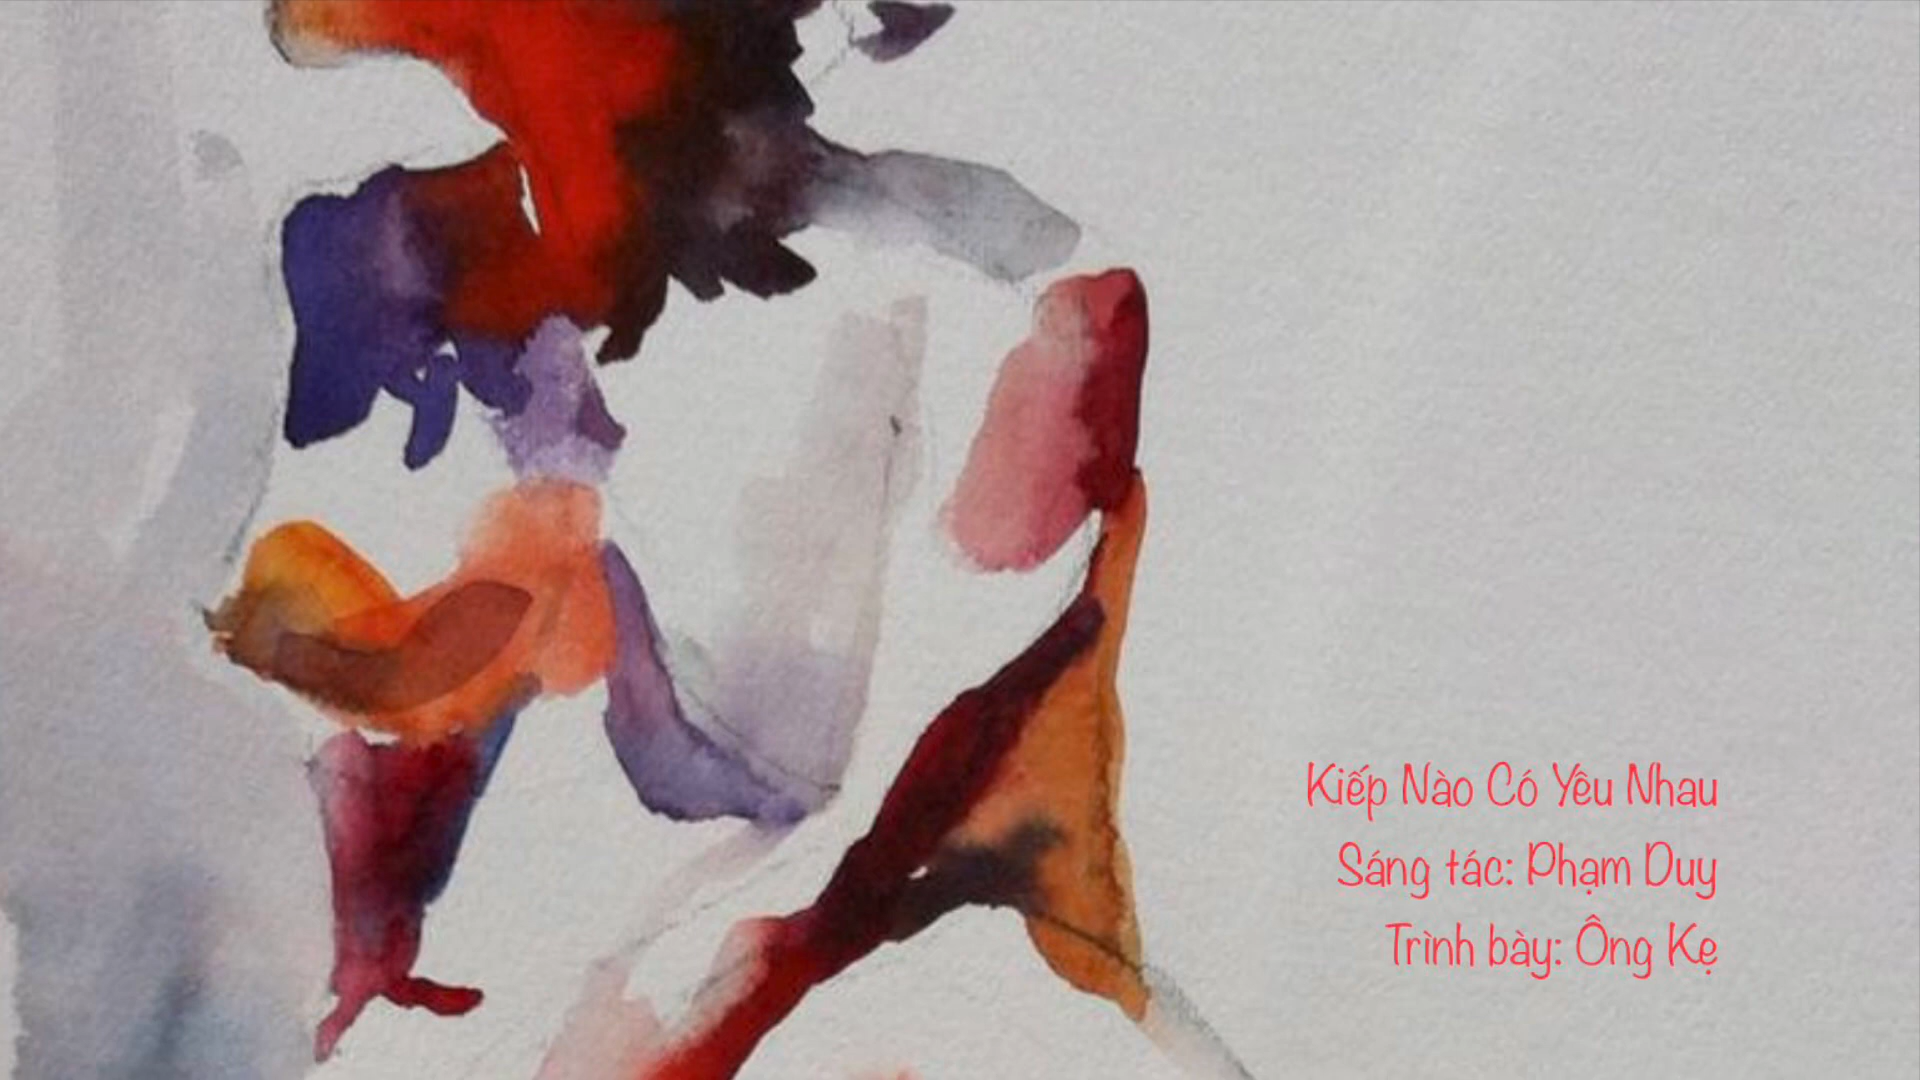 Kiếp Nào Có Yêu Nhau
Sáng tác: Phạm Duy
Trình bày: Ông Kẹ